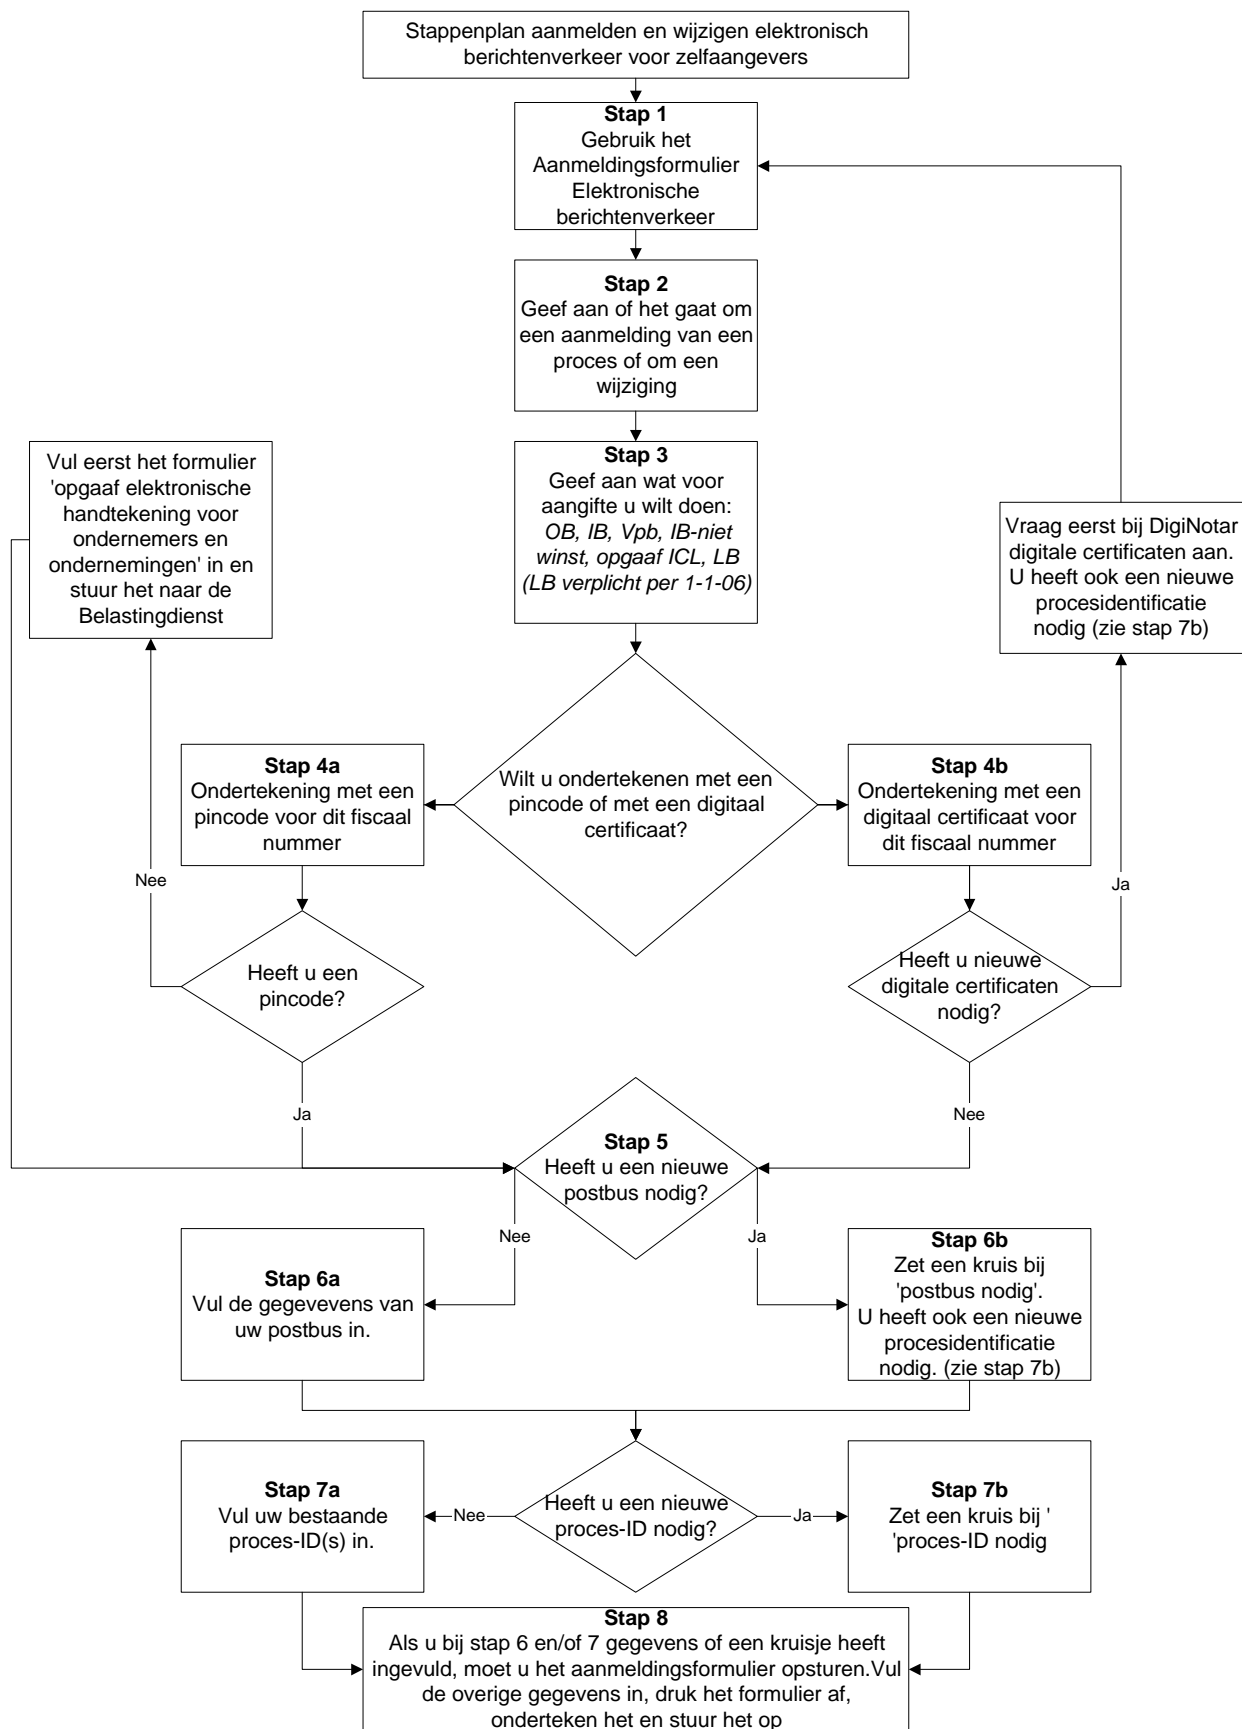 Stappenplan aanmelden en wijzigen elektronisch
berichtenverkeer voor zelfaangevers
Stap 1
Gebruik het
Aanmeldingsformulier
Elektronische
berichtenverkeer
Stap 2
Geef aan of het gaat om
een aanmelding van een
proces of om een
wijziging
Stap 3
Geef aan wat voor
aangifte u wilt doen:
OB, IB, Vpb, IB-niet
winst, opgaaf ICL, LB
(LB verplicht per 1-1-06)
Vul eerst het formulier
'opgaaf elektronische
handtekening voor
ondernemers en
ondernemingen' in en
stuur het naar de
Belastingdienst
Vraag eerst bij DigiNotar
digitale certificaten aan.
U heeft ook een nieuwe
procesidentificatie
nodig (zie stap 7b)
Wilt u ondertekenen met een
pincode of met een digitaal
certificaat?
Stap 4a
Ondertekening met een
pincode voor dit fiscaal
nummer
Stap 4b
Ondertekening met een
digitaal certificaat voor
dit fiscaal nummer
Nee
Ja
Heeft u een
pincode?
Heeft u nieuwe
digitale certificaten
nodig?
Ja
Nee
Stap 5
Heeft u een nieuwe
postbus nodig?
Nee
Ja
Stap 6a
Vul de gegevevens van
uw postbus in.
Stap 6b
Zet een kruis bij
'postbus nodig'.
U heeft ook een nieuwe
procesidentificatie
nodig. (zie stap 7b)
Heeft u een nieuwe
proces-ID nodig?
Nee
Ja
Stap 7a
Vul uw bestaande
proces-ID(s) in.
Stap 7b
Zet een kruis bij '
'proces-ID nodig
Stap 8
Als u bij stap 6 en/of 7 gegevens of een kruisje heeft
ingevuld, moet u het aanmeldingsformulier opsturen.Vul
de overige gegevens in, druk het formulier af,
onderteken het en stuur het op